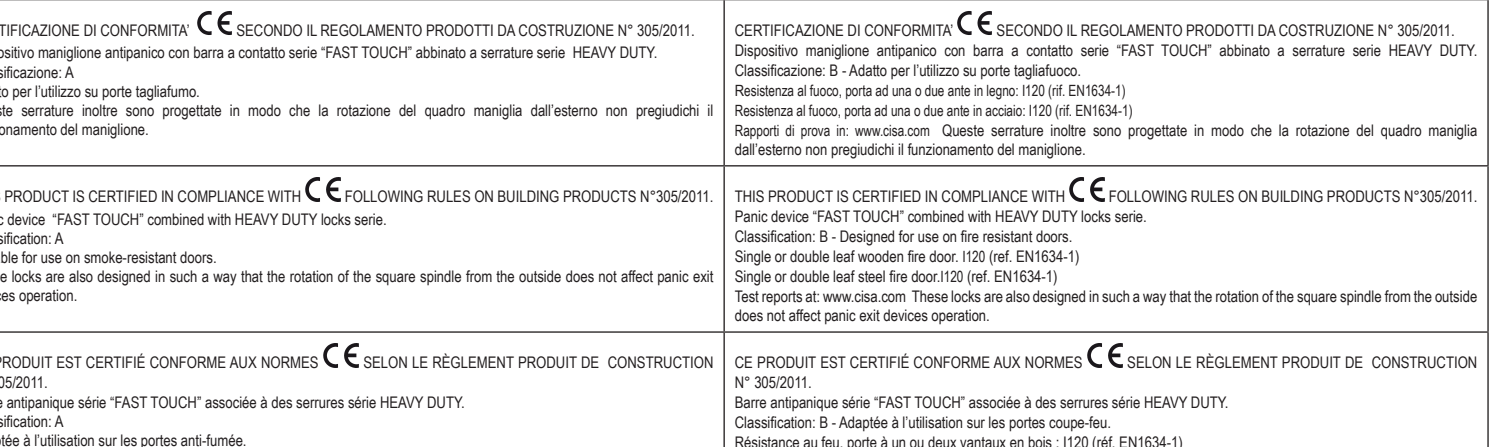 TIFICAZIONE DI CONFORMITA' CE SECONDO IL REGOLAMENTO PRODOTTI DA COSTRUZIONE N° 305/2011.
ositivo maniglione antipanico con barra a contatto serie “FAST TOUCH” abbinato a serrature serie HEAVY DUTY.
ssificazione: A
to per l’utilizzo su porte tagliafumo.
ste serrature inoltre sono progettate in modo che la rotazione del quadro maniglia dall’esterno non pregiudichi il
onamento del maniglione.
CERTIFICAZIONE DI CONFORMITA' CE SECONDO IL REGOLAMENTO PRODOTTI DA COSTRUZIONE N° 305/2011.
Dispositivo maniglione antipanico con barra a contatto serie “FAST TOUCH” abbinato a serrature serie HEAVY DUTY.
Classificazione: B - Adatto per l’utilizzo su porte tagliafuoco.
Resistenza al fuoco, porta ad una o due ante in legno: I120 (rif. EN1634-1)
Resistenza al fuoco, porta ad una o due ante in acciaio: I120 (rif. EN1634-1)
Rapporti di prova in: www.cisa.com Queste serrature inoltre sono progettate in modo che la rotazione del quadro maniglia
dall’esterno non pregiudichi il funzionamento del maniglione.
PRODUCT IS CERTIFIED IN COMPLIANCE WITH CE FOLLOWING RULES ON BUILDING PRODUCTS N°305/2011.
c device “FAST TOUCH” combined with HEAVY DUTY locks serie.
sification: A
able for use on smoke-resistant doors.
e locks are also designed in such a way that the rotation of the square spindle from the outside does not affect panic exit
ces operation.
THIS PRODUCT IS CERTIFIED IN COMPLIANCE WITH CE FOLLOWING RULES ON BUILDING PRODUCTS N°305/2011.
Panic device “FAST TOUCH” combined with HEAVY DUTY locks serie.
Classification: B - Designed for use on fire resistant doors.
Single or double leaf wooden fire door. I120 (ref. EN1634-1)
Single or double leaf steel fire door.I120 (ref. EN1634-1)
Test reports at: www.cisa.com These locks are also designed in such a way that the rotation of the square spindle from the outside
does not affect panic exit devices operation.
PRODUIT EST CERTIFIÉ CONFORME AUX NORMES CE SELON LE RÈGLEMENT PRODUIT DE CONSTRUCTION
05/2011.
e antipanique série “FAST TOUCH” associée à des serrures série HEAVY DUTY.
sification: A
ptée à l’utilisation sur les portes anti-fumée.
CE PRODUIT EST CERTIFIÉ CONFORME AUX NORMES CE SELON LE RÈGLEMENT PRODUIT DE CONSTRUCTION
N° 305/2011.
Barre antipanique série “FAST TOUCH” associée à des serrures série HEAVY DUTY.
Classification: B - Adaptée à l’utilisation sur les portes coupe-feu.
Résistance au feu, porte à un ou deux vantaux en bois : I120 (réf. EN1634-1)